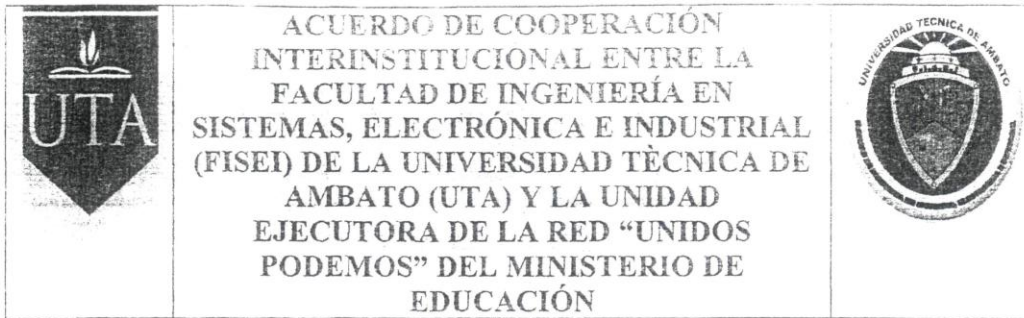 UTA
ACUERDO DE COOPERACIÓN
INTERINSTITUCIONAL ENTRE LA
FACULTAD DE INGENIERÍA EN
SISTEMAS, ELECTRÓNICA E INDUSTRIAL
(FISEI) DE LA UNIVERSIDAD TÈCNICA DE
AMBATO (UTA) Y LA UNIDAD
EJECUTORA DE LA RED “UNIDOS
PODEMOS” DEL MINISTERIO DE
EDUCACIÓN
UNIVERSIDAD TECNICA DE AMBATO